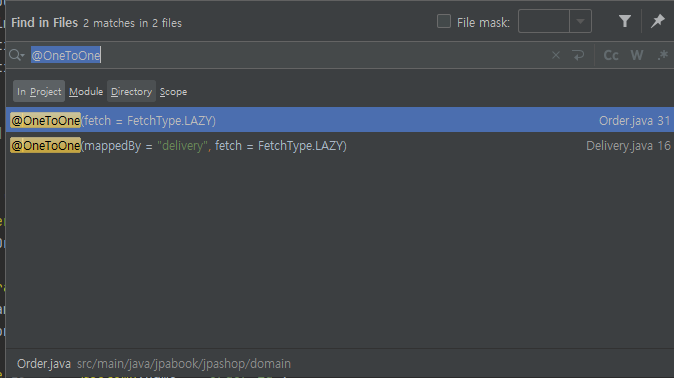 Find in Files 2 matches in 2 files File mask:
@OneToOne Cc W .*
In Project Module Directory Scope
@OneToOne(fetch = FetchType.LAZY) Order.java 31
@OneToOne(mappedBy = "delivery", fetch = FetchType.LAZY) Delivery.java 16
Order.java src/main/java/jpabook/jpashop/domain